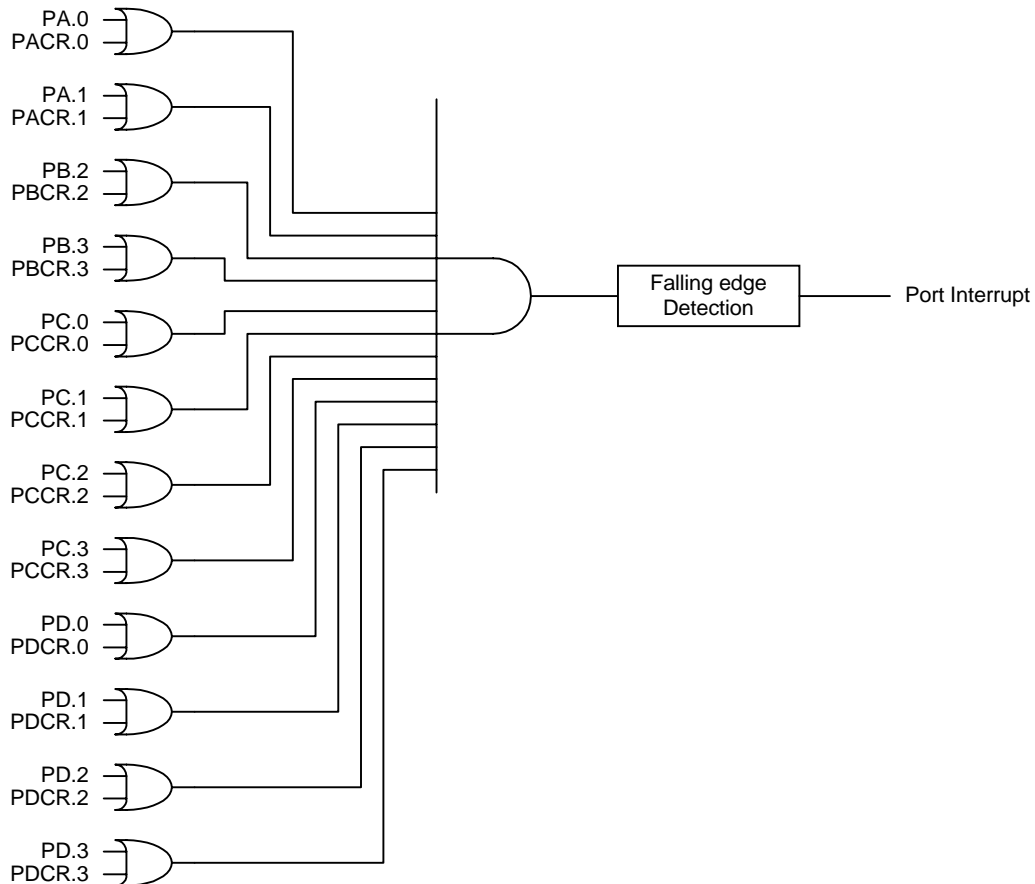 PA.0
PACR.0
PA.1
PACR.1
PB.2
PBCR.2
PB.3
PBCR.3
PC.0
PCCR.0
PC.1
PCCR.1
PC.2
PCCR.2
PC.3
PCCR.3
PD.0
PDCR.0
PD.1
PDCR.1
PD.2
PDCR.2
PD.3
PDCR.3
Falling edge
Detection
Port Interrupt